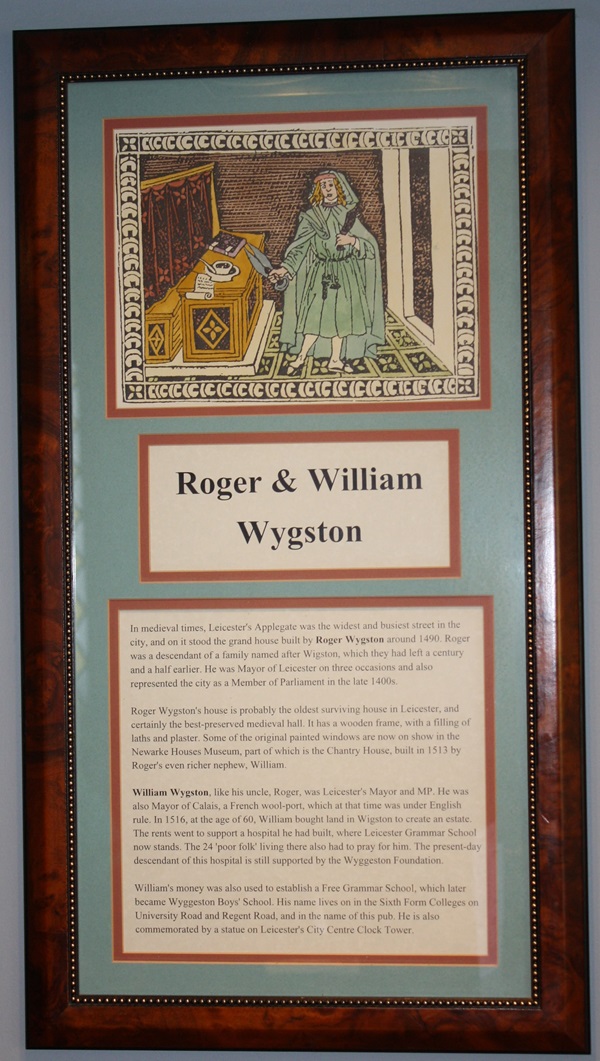 Roger & William
Wygston
In medieval times, Leicester's Applegate was the widest and busiest street in the
city, and on it stood the grand house built by Roger Wygston around 1490. Roger
was a descendant of a family named after Wigston, which they had left a century
and a half earlier. He was Mayor of Leicester on three occasions and also
represented the city as a Member of Parliament in the late 1400s.
Roger Wygston's house is probably the oldest surviving house in Leicester, and
certainly the best-preserved medieval hall. It has a wooden frame, with a filling of
laths and plaster. Some of the original painted windows are now on show in the
Newarke Houses Museum, part of which is the Chantry House, built in 1513 by
Roger's even richer nephew, William.
William Wygston, like his uncle, Roger, was Leicester's Mayor and MP. He was
also Mayor of Calais, a French wool-port, which at that time was under English
rule. In 1516, at the age of 60, William bought land in Wigston to create an estate.
The rents went to support a hospital he had built, where Leicester Grammar School
now stands. The 24 'poor folk' living there also had to pray for him. The present-day
descendant of this hospital is still supported by the Wyggeston Foundation.
William's money was also used to establish a Free Grammar School, which later
became Wyggeston Boys' School. His name lives on in the Sixth Form Colleges on
University Road and Regent Road, and in the name of this pub. He is also
commemorated by a statue on Leicester's City Centre Clock Tower.